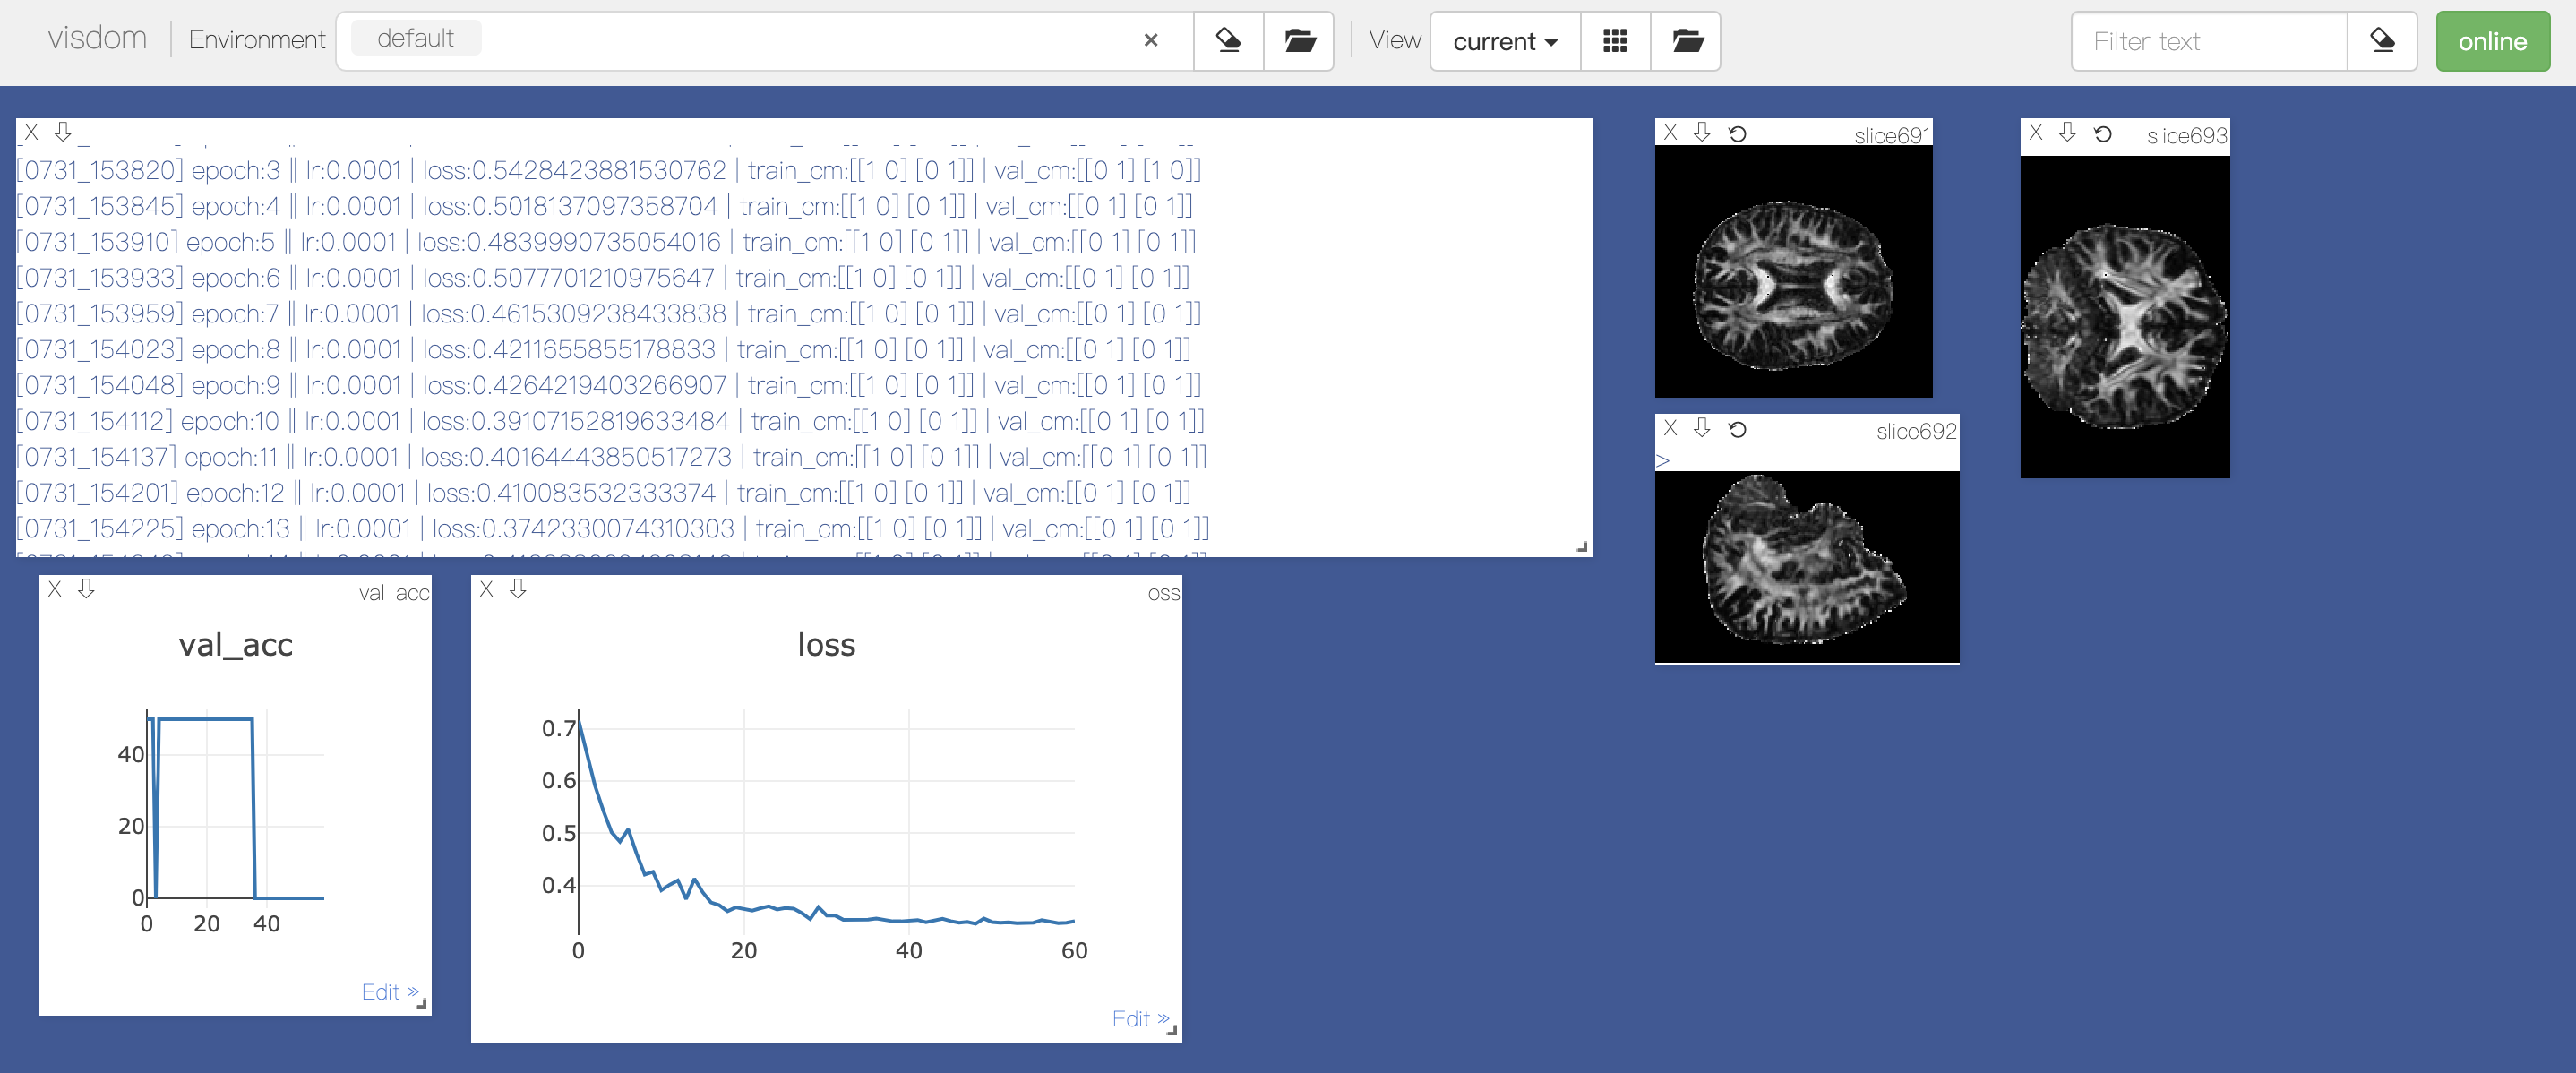 visdom Environment default × View current Filter text online
X
[0731_153820] epoch:3 || lr:0.0001 | loss:0.5428423881530762 | train_cm:[[1 0] [0 1]] | val_cm:[[0 1] [1 0]]
[0731_153845] epoch:4 || lr:0.0001 | loss:0.5018137097358704 | train_cm:[[1 0] [0 1]] | val_cm:[[0 1] [0 1]]
[0731_153910] epoch:5 || lr:0.0001 | loss:0.4839990735054016 | train_cm:[[1 0] [0 1]] | val_cm:[[0 1] [0 1]]
[0731_153933] epoch:6 || lr:0.0001 | loss:0.5077701210975647 | train_cm:[[1 0] [0 1]] | val_cm:[[0 1] [0 1]]
[0731_153959] epoch:7 || lr:0.0001 | loss:0.4615309238433838 | train_cm:[[1 0] [0 1]] | val_cm:[[0 1] [0 1]]
[0731_154023] epoch:8 || lr:0.0001 | loss:0.4211655855178833 | train_cm:[[1 0] [0 1]] | val_cm:[[0 1] [0 1]]
[0731_154048] epoch:9 || lr:0.0001 | loss:0.4264219403266907 | train_cm:[[1 0] [0 1]] | val_cm:[[0 1] [0 1]]
[0731_154112] epoch:10 || lr:0.0001 | loss:0.39107152819633484 | train_cm:[[1 0] [0 1]] | val_cm:[[0 1] [0 1]]
[0731_154137] epoch:11 || lr:0.0001 | loss:0.40164443850517273 | train_cm:[[1 0] [0 1]] | val_cm:[[0 1] [0 1]]
[0731_154201] epoch:12 || lr:0.0001 | loss:0.410083532333374 | train_cm:[[1 0] [0 1]] | val_cm:[[0 1] [0 1]]
[0731_154225] epoch:13 || lr:0.0001 | loss:0.3742330074310303 | train_cm:[[1 0] [0 1]] | val_cm:[[0 1] [0 1]]
X slice691
X slice693
X slice692
>
X val_acc
val_acc
40
20
0
0 20 40
Edit »
X loss
loss
0.7
0.6
0.5
0.4
0 20 40 60
Edit »